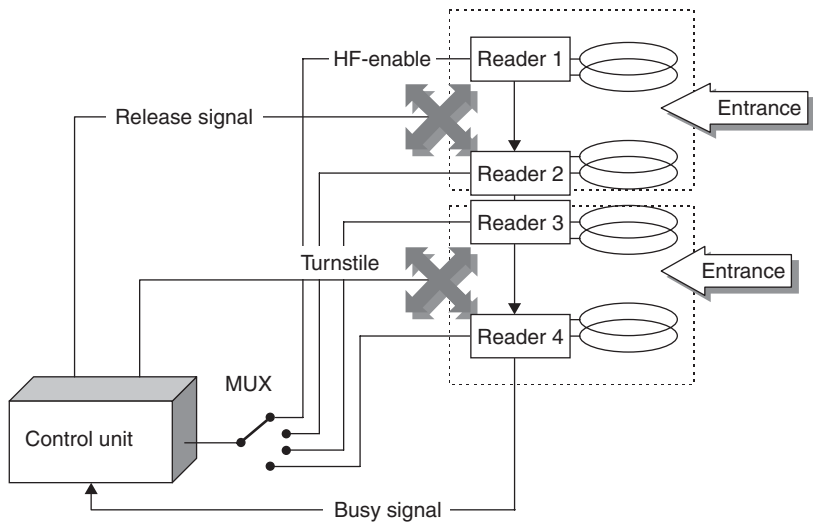 HF-enable
Reader 1
Entrance
Release signal
Reader 2
Reader 3
Turnstile
Entrance
Reader 4
MUX
Control unit
Busy signal